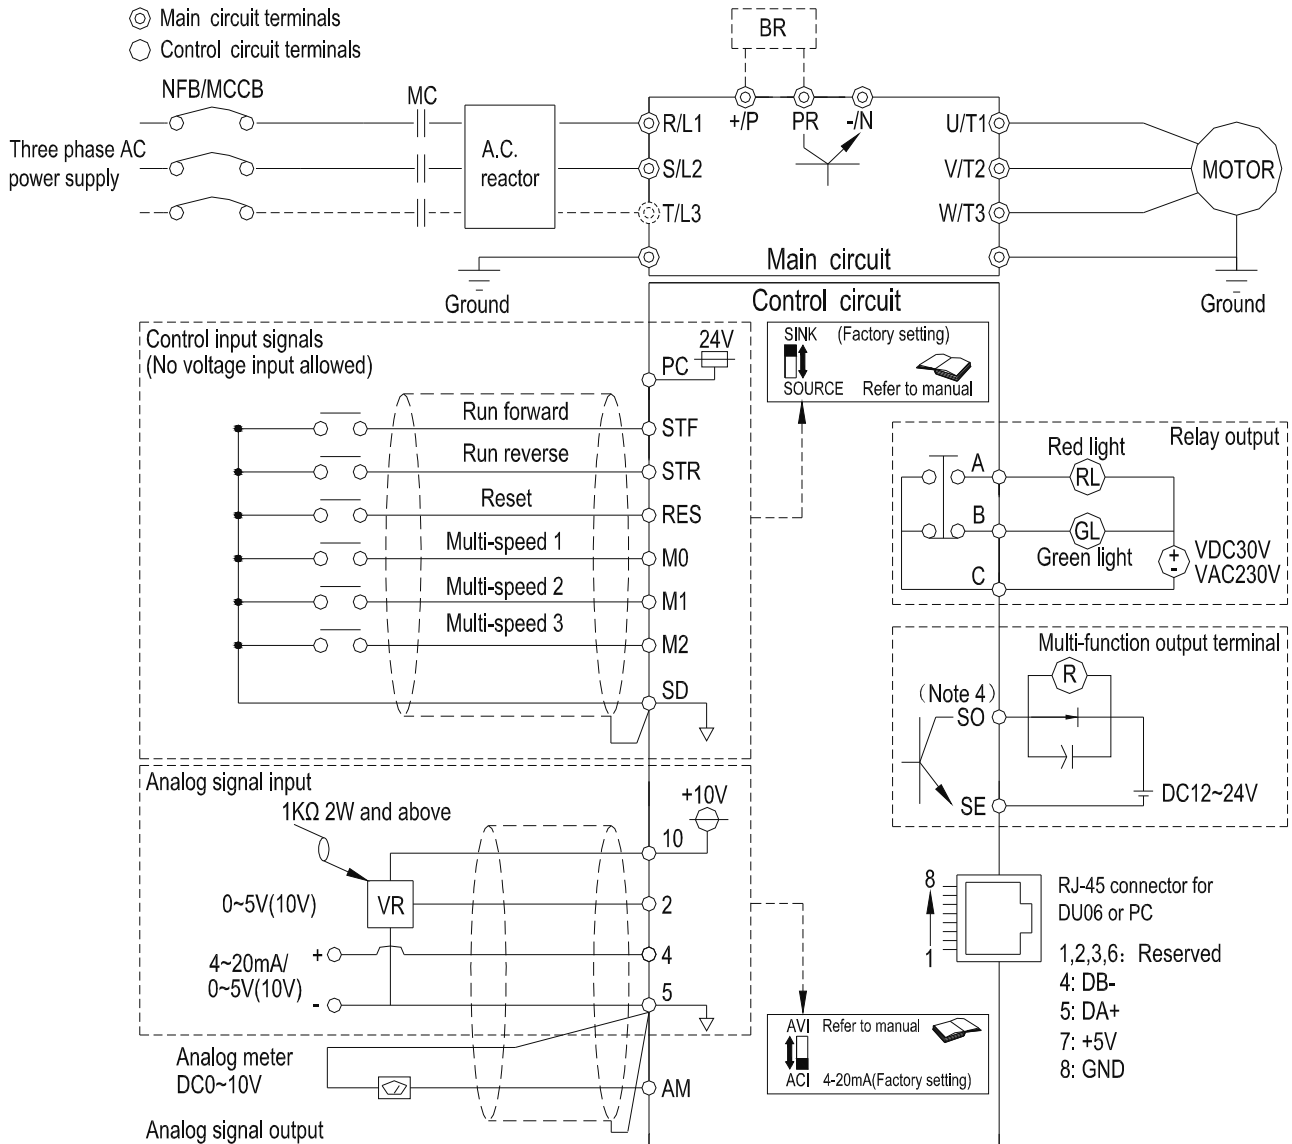 Main circuit terminals
Control circuit terminals
BR
NFB/MCCB
MC
Three phase AC
power supply
A.C.
reactor
R/L1
S/L2
T/L3
+/P
PR
-/N
U/T1
V/T2
W/T3
MOTOR
Main circuit
Ground
Ground
Control circuit
Control input signals
(No voltage input allowed)
24V
PC
SINK (Factory setting)
SOURCE Refer to manual
Run forward
STF
Run reverse
STR
Reset
RES
Multi-speed 1
M0
Multi-speed 2
M1
Multi-speed 3
M2
SD
Relay output
Red light
A
RL
B
GL
Green light
C
+
-
VDC30V
VAC230V
Multi-function output terminal
R
(Note 4)
SO
SE
DC12~24V
Analog signal input
1KΩ 2W and above
+10V
10
0~5V(10V)
VR
2
4~20mA/
0~5V(10V)
+
4
-
5
AVI Refer to manual
ACI 4-20mA(Factory setting)
Analog meter
DC0~10V
AM
Analog signal output
8
1
RJ-45 connector for
DU06 or PC
1,2,3,6: Reserved
4: DB-
5: DA+
7: +5V
8: GND